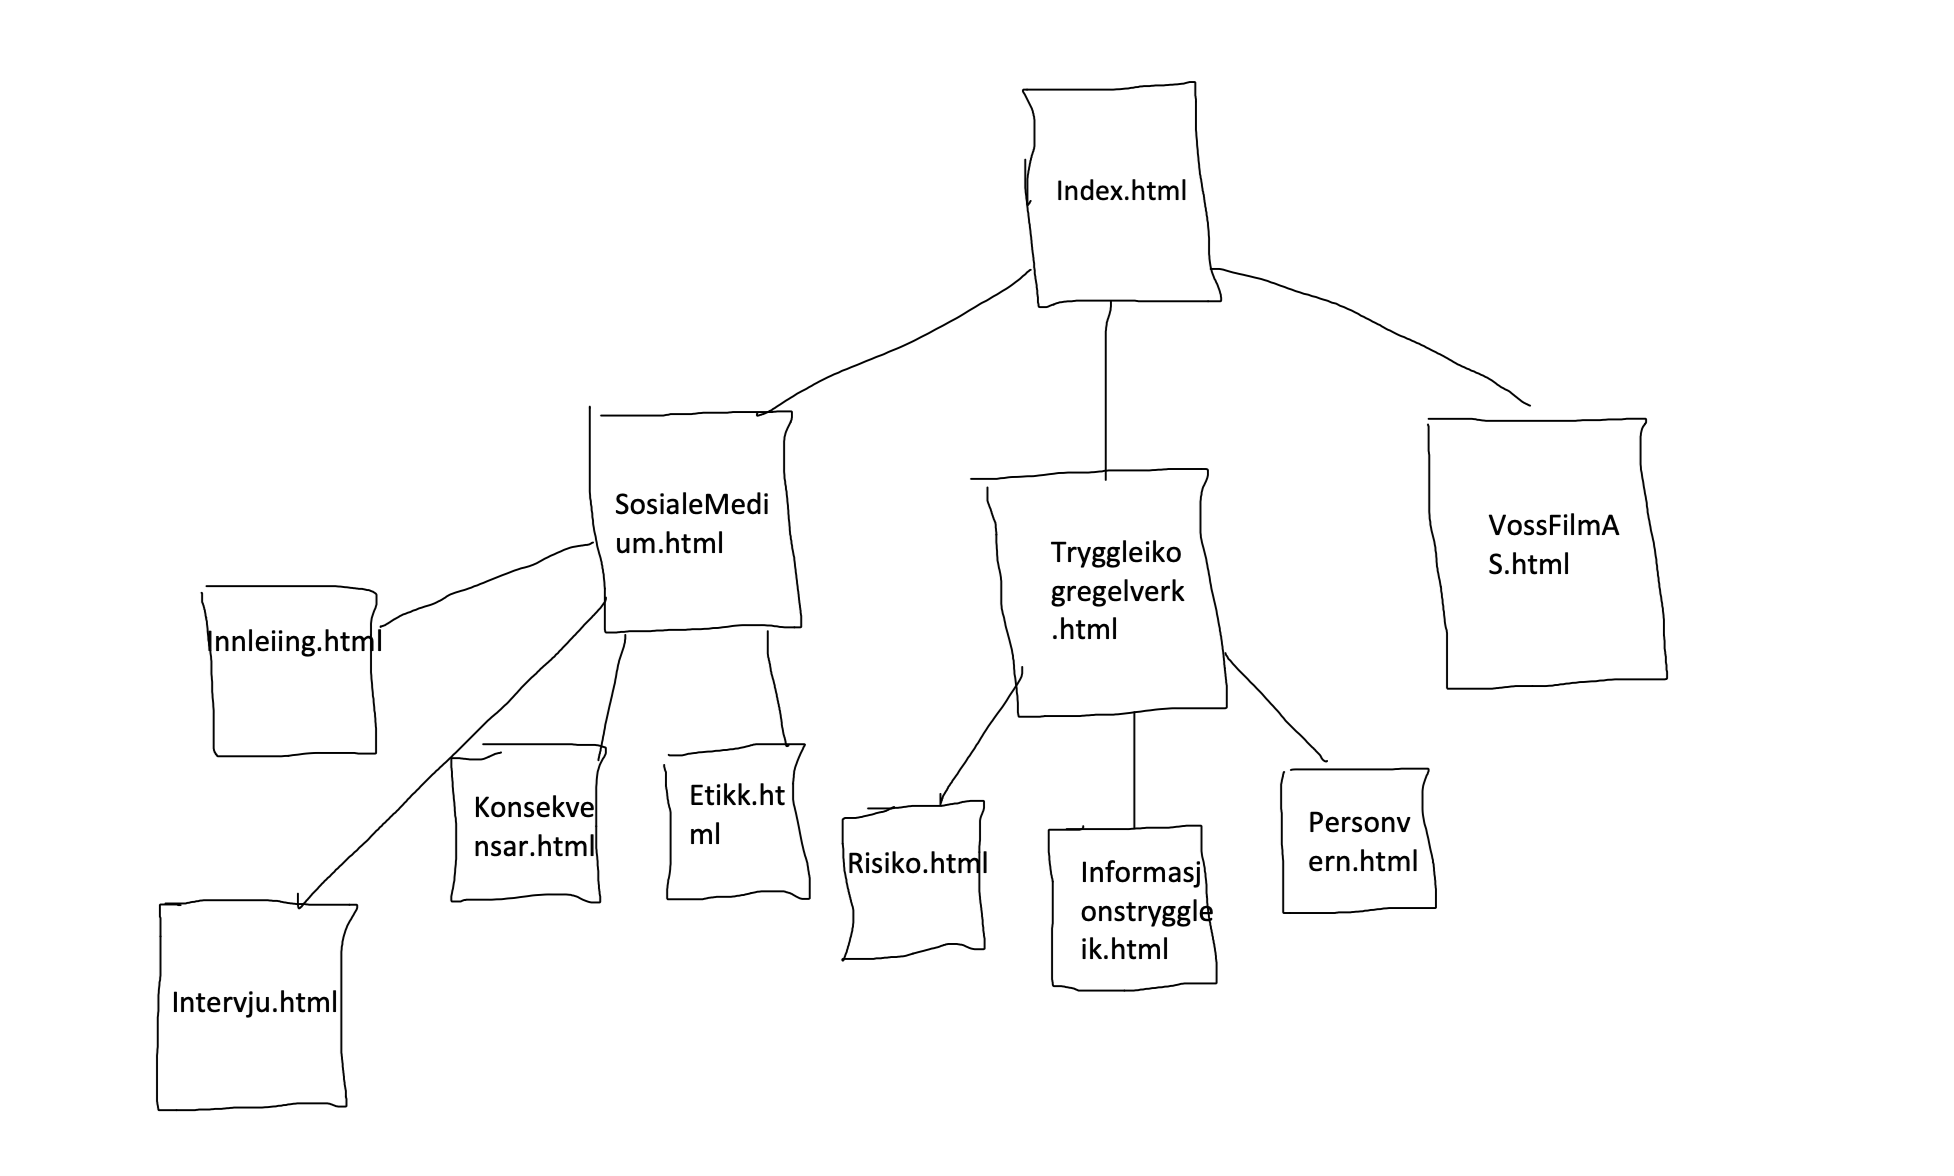 Index.html
SosialeMedi
um.html
Tryggleiko
gregelverk
.html
VossFilmA
S.html
Innleiing.html
Konsekve
nsar.html
Etikk.ht
ml
Risiko.html
Informasj
onstryggle
ik.html
Personv
ern.html
Intervju.html